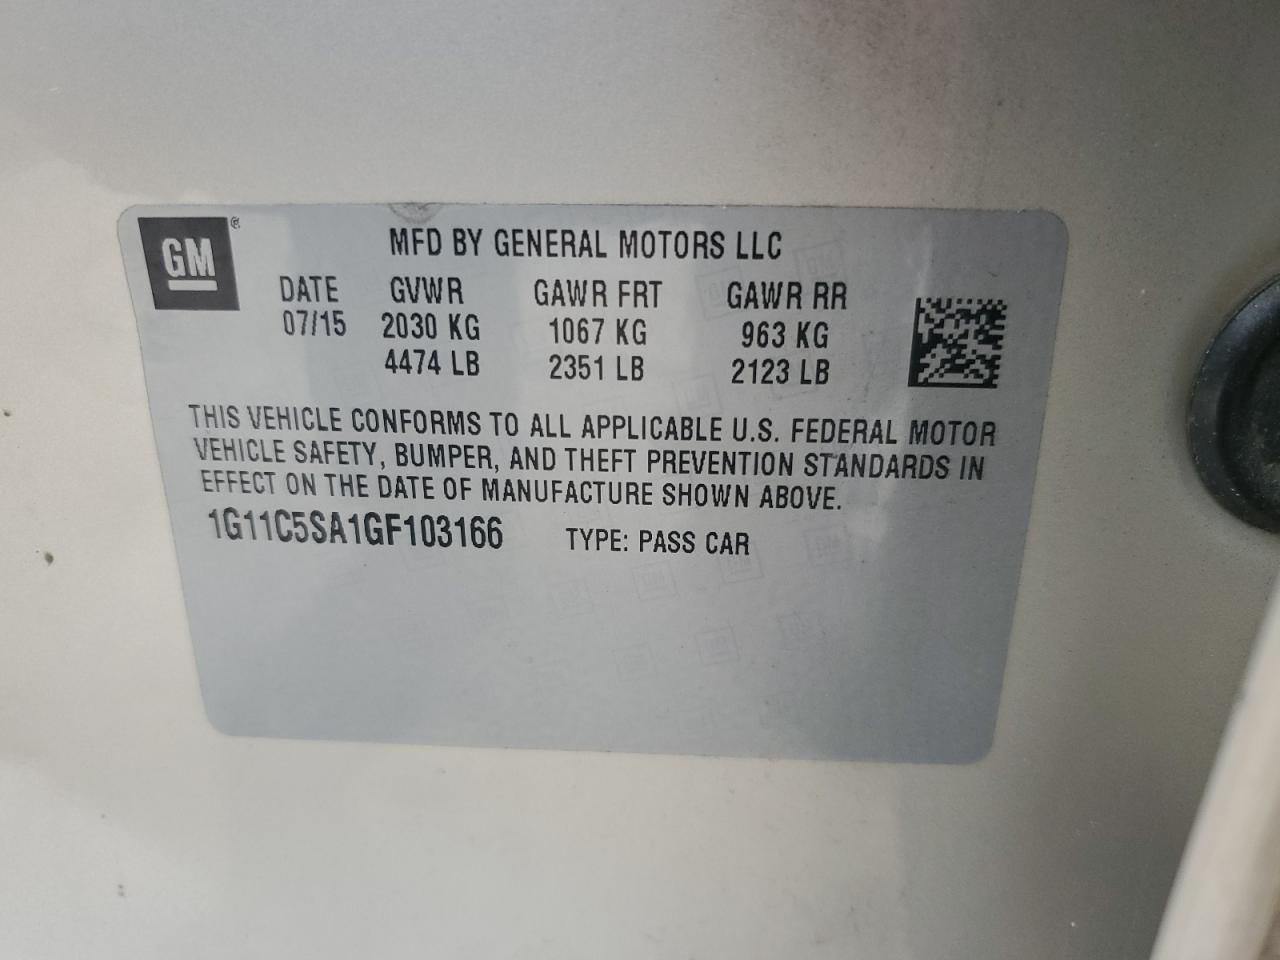 GM ®
MFD BY GENERAL MOTORS LLC
DATE GVWR GAWR FRT GAWR RR
07/15 2030 KG 1067 KG 963 KG
4474 LB 2351 LB 2123 LB
THIS VEHICLE CONFORMS TO ALL APPLICABLE U.S. FEDERAL MOTOR
VEHICLE SAFETY, BUMPER, AND THEFT PREVENTION STANDARDS IN
EFFECT ON THE DATE OF MANUFACTURE SHOWN ABOVE.
1G11C5SA1GF103166 TYPE: PASS CAR